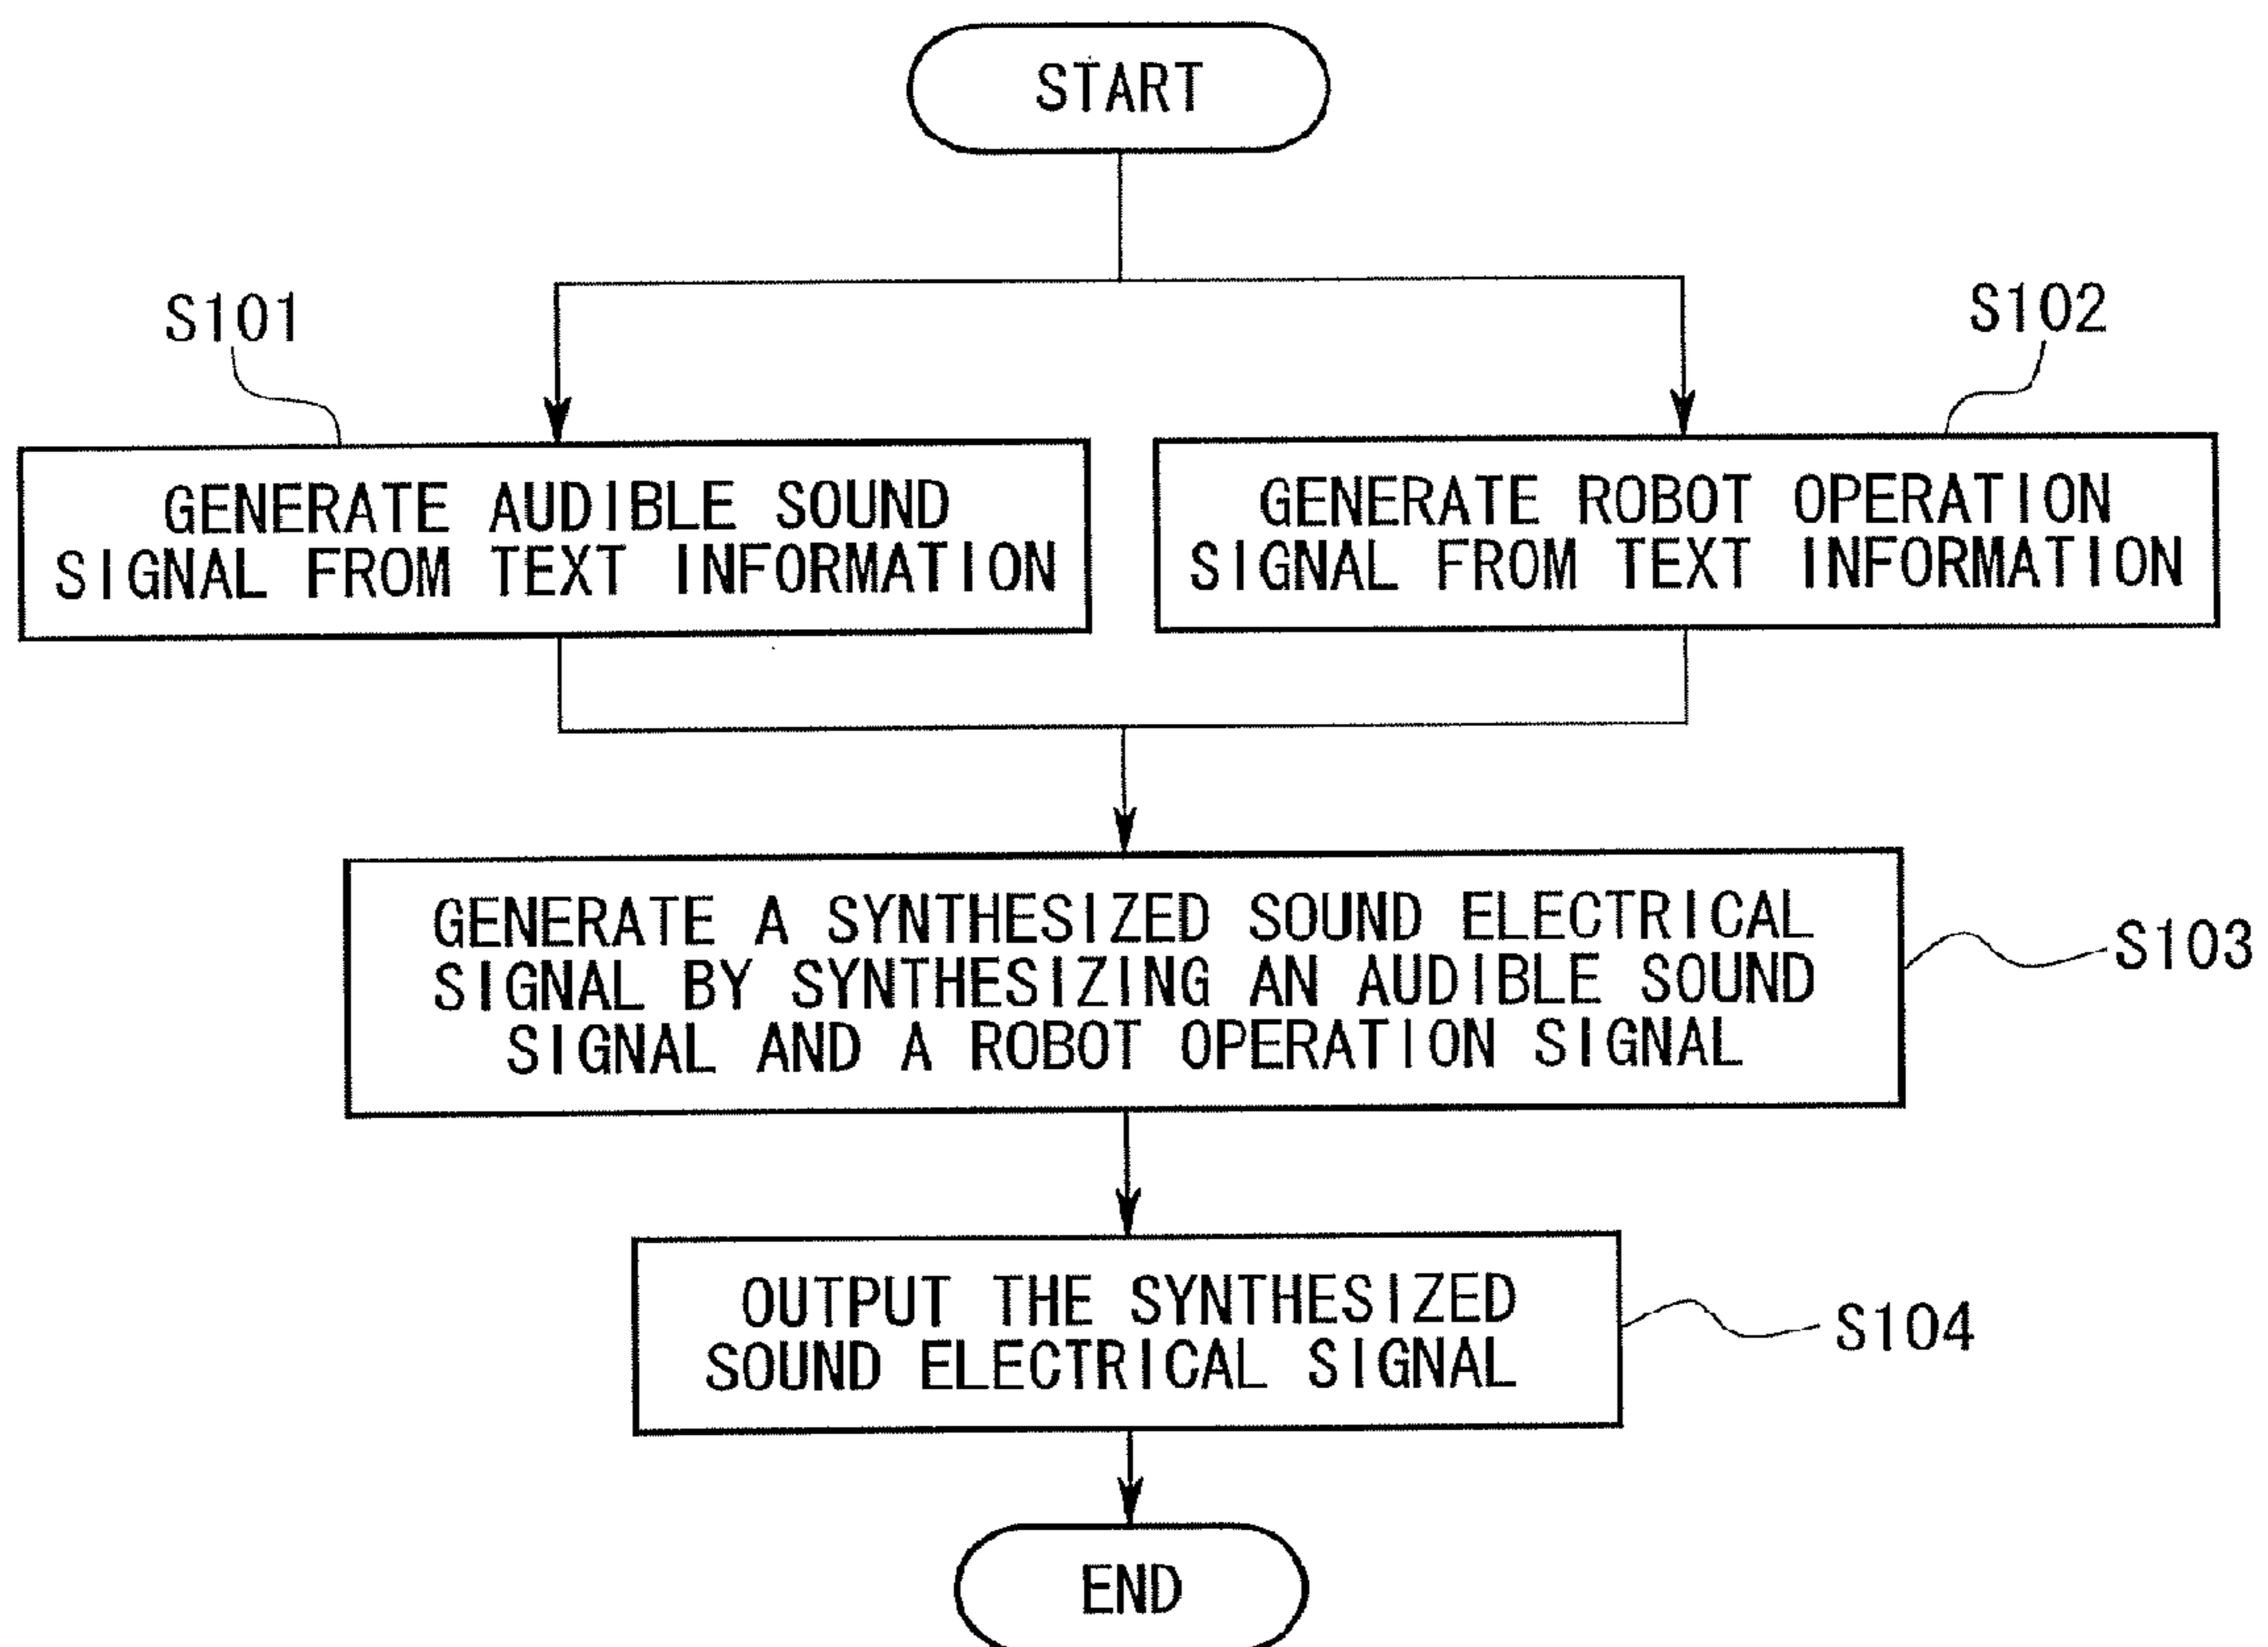 START
S101
S102
GENERATE AUDIBLE SOUND
SIGNAL FROM TEXT INFORMATION
GENERATE ROBOT OPERATION
SIGNAL FROM TEXT INFORMATION
GENERATE A SYNTHESIZED SOUND ELECTRICAL
SIGNAL BY SYNTHESIZING AN AUDIBLE SOUND
SIGNAL AND A ROBOT OPERATION SIGNAL
S103
OUTPUT THE SYNTHESIZED
SOUND ELECTRICAL SIGNAL
S104
END